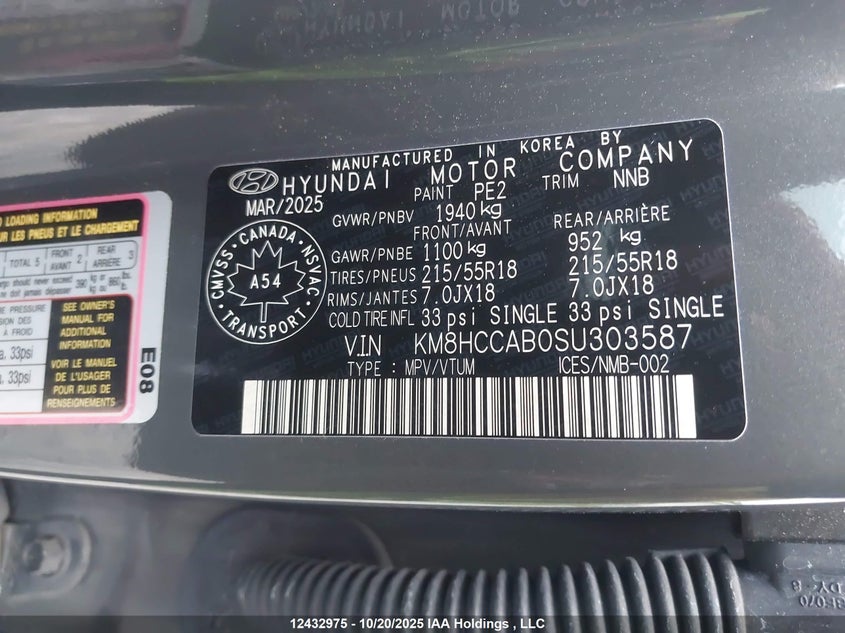 D LOADING INFORMATION
UR LES PNEUS ET LE CHARGEMENT
TOTAL 5 FRONT AVANT 2 REAR ARRIÈRE 3
PRESSURE
À FROID
33psi
33psi
SEE OWNER'S
MANUAL FOR
ADDITIONAL
INFORMATION
VOIR LE MANUEL
DE L'USAGER
POUR PLUS DE
RENSEIGNEMENTS
E08
MANUFACTURED IN KOREA BY
HYUNDAI MOTOR COMPANY
MAR/2025 PAINT PE2 TRIM NNB
GVWR/PNBV 1940kg
FRONT/AVANT REAR/ARRIÈRE
GAWR/PNBE 1100kg 952 kg
TIRES/PNEUS 215/55R18 215/55R18
RIMS/JANTES 7.0JX18 7.0JX18
COLD TIRE INFL 33 psi SINGLE 33 psi SINGLE
VIN KM8HCCAB0SU303587
TYPE : MPV/VTUM ICES/NMB-002
CMVSS • CANADA • NSVAC • TRANSPORT •
A54
12432975 - 10/20/2025 IAA Holdings , LLC